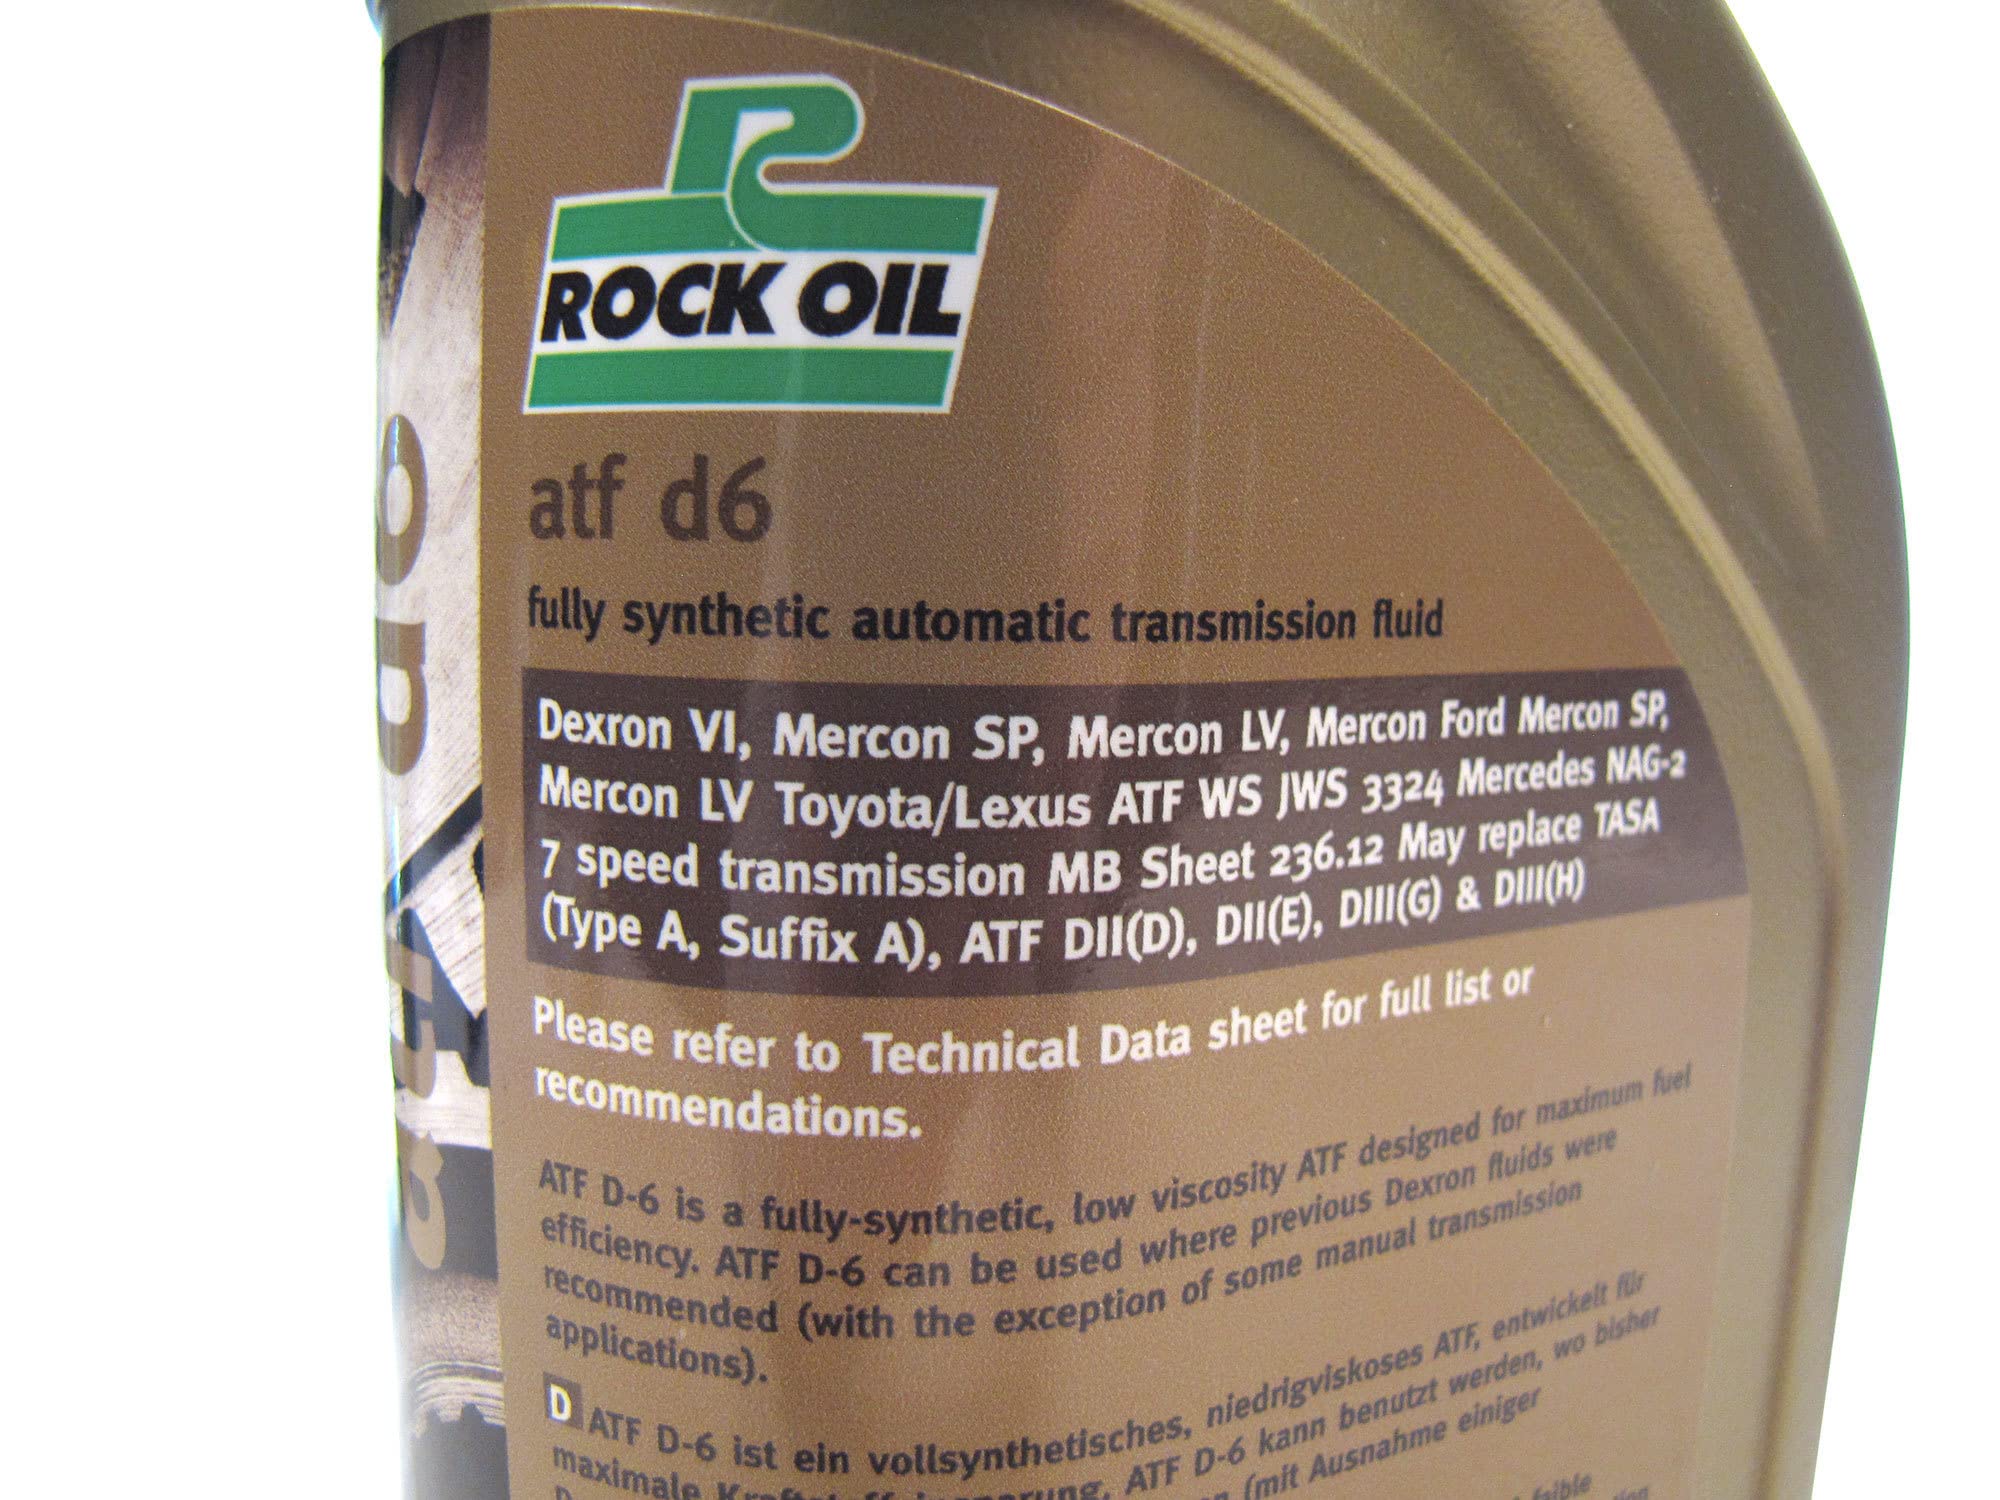 ROCK OIL
atf d6
fully synthetic automatic transmission fluid
Dexron VI, Mercon SP, Mercon LV, Mercon Ford Mercon SP,
Mercon LV Toyota/Lexus ATF WS JWS 3324 Mercedes NAG-2
7 speed transmission MB Sheet 236.12 May replace TASA
(Type A, Suffix A), ATF DII(D), DII(E), DIII(G) & DIII(H)
Please refer to Technical Data sheet for full list or
recommendations.
ATF D-6 is a fully-synthetic, low viscosity ATF designed for maximum fuel
efficiency. ATF D-6 can be used where previous Dexron fluids were
recommended (with the exception of some manual transmission
applications).
D ATF D-6 ist ein vollsynthetisches, niedrigviskoses ATF, entwickelt für
maximale ATF D-6 kann benutzt werden, wo bisher
(mit Ausnahme einiger